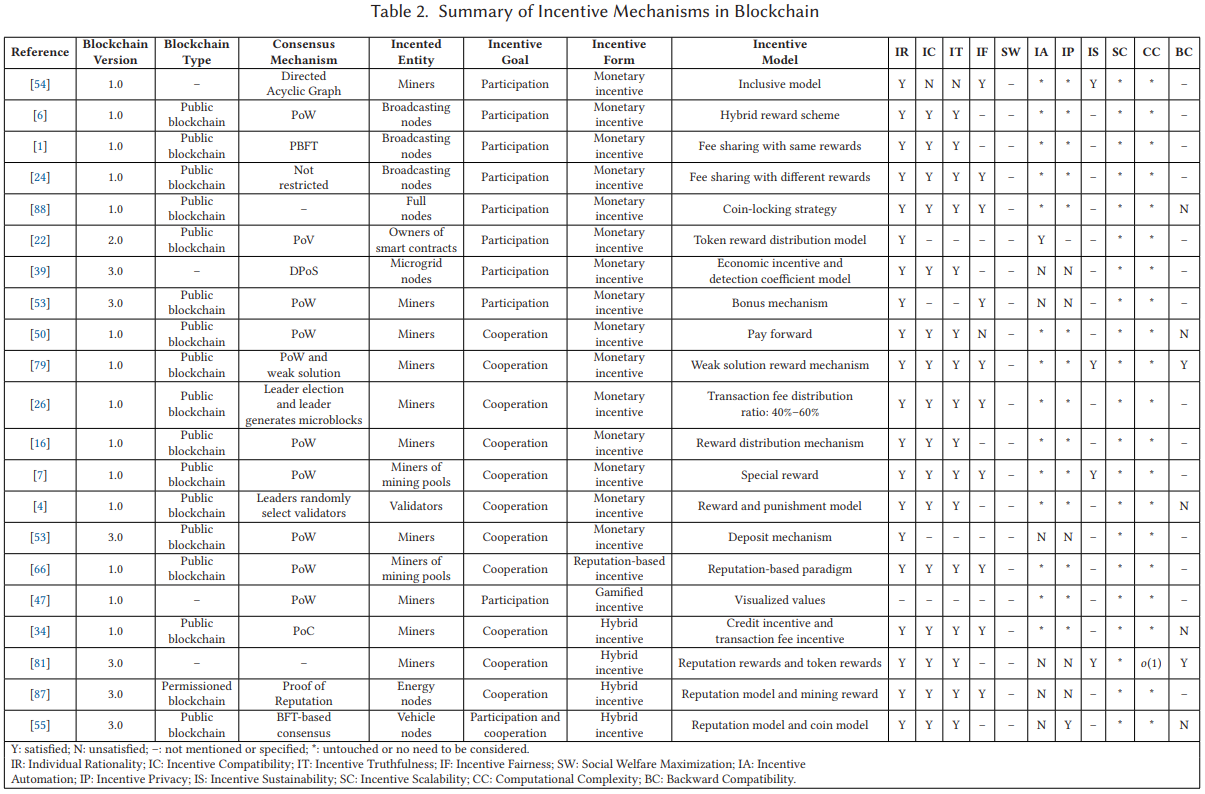 Table 2. Summary of Incentive Mechanisms in Blockchain
Reference | Blockchain Version | Blockchain Type | Consensus Mechanism | Incented Entity | Incentive Goal | Incentive Form | Incentive Model | IR | IC | IT | IF | SW | IA | IP | IS | SC | CC | BC
[54] | 1.0 | – | Directed Acyclic Graph | Miners | Participation | Monetary incentive | Inclusive model | Y | N | N | Y | – | * | * | Y | * | * | –
[6] | 1.0 | Public blockchain | PoW | Broadcasting nodes | Participation | Monetary incentive | Hybrid reward scheme | Y | Y | Y | – | – | * | * | – | * | * | –
[1] | 1.0 | Public blockchain | PBFT | Broadcasting nodes | Participation | Monetary incentive | Fee sharing with same rewards | Y | Y | Y | – | – | * | * | – | * | * | –
[24] | 1.0 | Public blockchain | Not restricted | Broadcasting nodes | Participation | Monetary incentive | Fee sharing with different rewards | Y | Y | Y | Y | – | * | * | – | * | * | –
[88] | 1.0 | Public blockchain | – | Full nodes | Participation | Monetary incentive | Coin-locking strategy | Y | Y | Y | Y | – | * | * | – | * | * | N
[22] | 2.0 | Public blockchain | PoV | Owners of smart contracts | Participation | Monetary incentive | Token reward distribution model | Y | – | – | – | – | Y | – | – | * | * | –
[39] | 3.0 | – | DPoS | Microgrid nodes | Participation | Monetary incentive | Economic incentive and detection coefficient model | Y | Y | Y | – | – | N | N | – | * | * | –
[53] | 3.0 | Public blockchain | PoW | Miners | Participation | Monetary incentive | Bonus mechanism | Y | – | – | Y | – | N | N | – | * | * | –
[50] | 1.0 | Public blockchain | PoW | Miners | Cooperation | Monetary incentive | Pay forward | Y | Y | Y | N | – | * | * | – | * | * | N
[79] | 1.0 | Public blockchain | PoW and weak solution | Miners | Cooperation | Monetary incentive | Weak solution reward mechanism | Y | Y | Y | Y | – | * | * | Y | * | * | Y
[26] | 1.0 | Public blockchain | Leader election and leader generates microblocks | Miners | Cooperation | Monetary incentive | Transaction fee distribution ratio: 40%–60% | Y | Y | Y | Y | – | * | * | – | * | * | –
[16] | 1.0 | Public blockchain | PoW | Miners | Cooperation | Monetary incentive | Reward distribution mechanism | Y | Y | Y | – | – | * | * | – | * | * | –
[7] | 1.0 | Public blockchain | PoW | Miners of mining pools | Cooperation | Monetary incentive | Special reward | Y | Y | Y | Y | – | * | * | Y | * | * | –
[4] | 1.0 | Public blockchain | Leaders randomly select validators | Validators | Cooperation | Monetary incentive | Reward and punishment model | Y | Y | Y | – | – | * | * | – | * | * | N
[53] | 3.0 | Public blockchain | PoW | Miners | Cooperation | Monetary incentive | Deposit mechanism | Y | – | – | – | – | N | N | – | * | * | –
[66] | 1.0 | Public blockchain | PoW | Miners of mining pools | Cooperation | Reputation-based incentive | Reputation-based paradigm | Y | Y | Y | Y | – | * | * | – | * | * | –
[47] | 1.0 | – | PoW | Miners | Participation | Gamified incentive | Visualized values | – | – | – | – | – | * | * | – | * | * | –
[34] | 1.0 | Public blockchain | PoC | Miners | Cooperation | Hybrid incentive | Credit incentive and transaction fee incentive | Y | Y | Y | Y | – | * | * | – | * | * | N
[81] | 3.0 | – | – | Miners | Cooperation | Hybrid incentive | Reputation rewards and token rewards | Y | Y | Y | – | – | N | N | Y | * | o(1) | Y
[87] | 3.0 | Permissioned blockchain | Proof of Reputation | Energy nodes | Cooperation | Hybrid incentive | Reputation model and mining reward | Y | Y | Y | Y | – | N | N | – | * | * | –
[55] | 3.0 | Public blockchain | BFT-based consensus | Vehicle nodes | Participation and cooperation | Hybrid incentive | Reputation model and coin model | Y | Y | Y | – | – | N | Y | – | * | * | N
Y: satisfied; N: unsatisfied; –: not mentioned or specified; *: untouched or no need to be considered.
IR: Individual Rationality; IC: Incentive Compatibility; IT: Incentive Truthfulness; IF: Incentive Fairness; SW: Social Welfare Maximization; IA: Incentive
Automation; IP: Incentive Privacy; IS: Incentive Sustainability; SC: Incentive Scalability; CC: Computational Complexity; BC: Backward Compatibility.